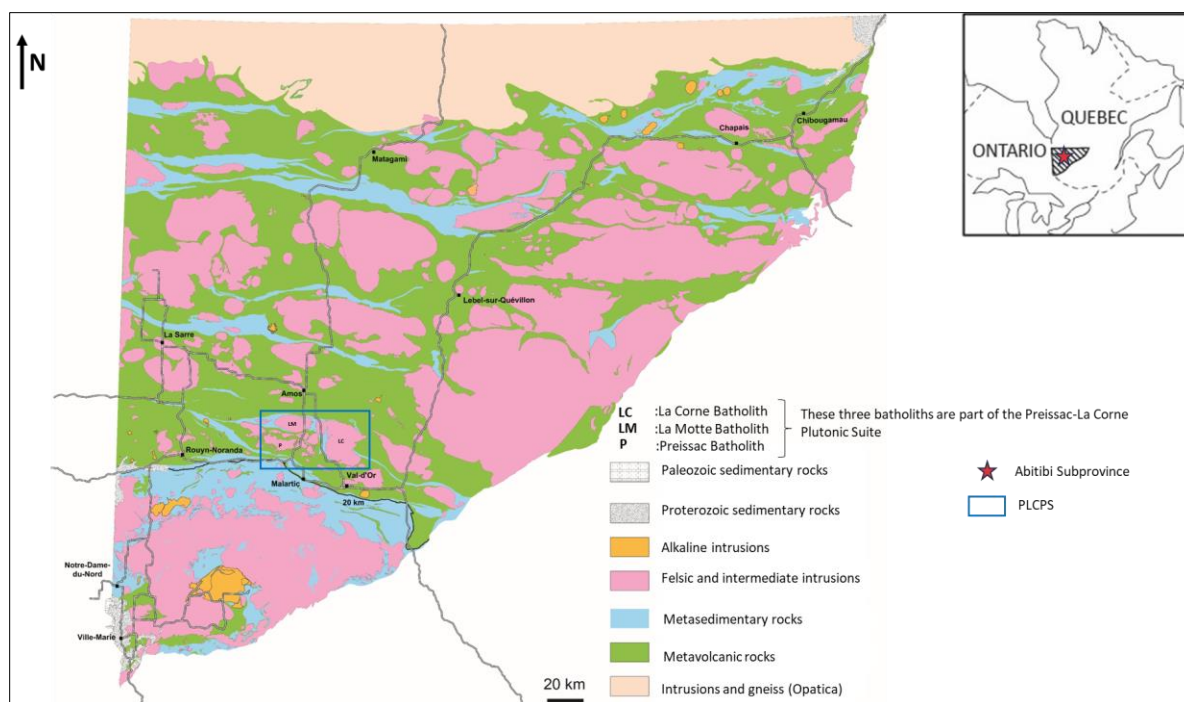 N
QUEBEC
ONTARIO
Chibougamau
Chapais
Matagami
Lebel-sur-Quévillon
La Sarre
Amos
LM
P
LC
Rouyn-Noranda
Malartic
Val-d'Or
20 km
Notre-Dame-
du-Nord
Ville-Marie
LC :La Corne Batholith
LM :La Motte Batholith
P :Preissac Batholith
These three batholiths are part of the Preissac-La Corne
Plutonic Suite
Paleozoic sedimentary rocks
Proterozoic sedimentary rocks
Alkaline intrusions
Felsic and intermediate intrusions
Metasedimentary rocks
Metavolcanic rocks
Intrusions and gneiss (Opatica)
Abitibi Subprovince
PLCPS
20 km